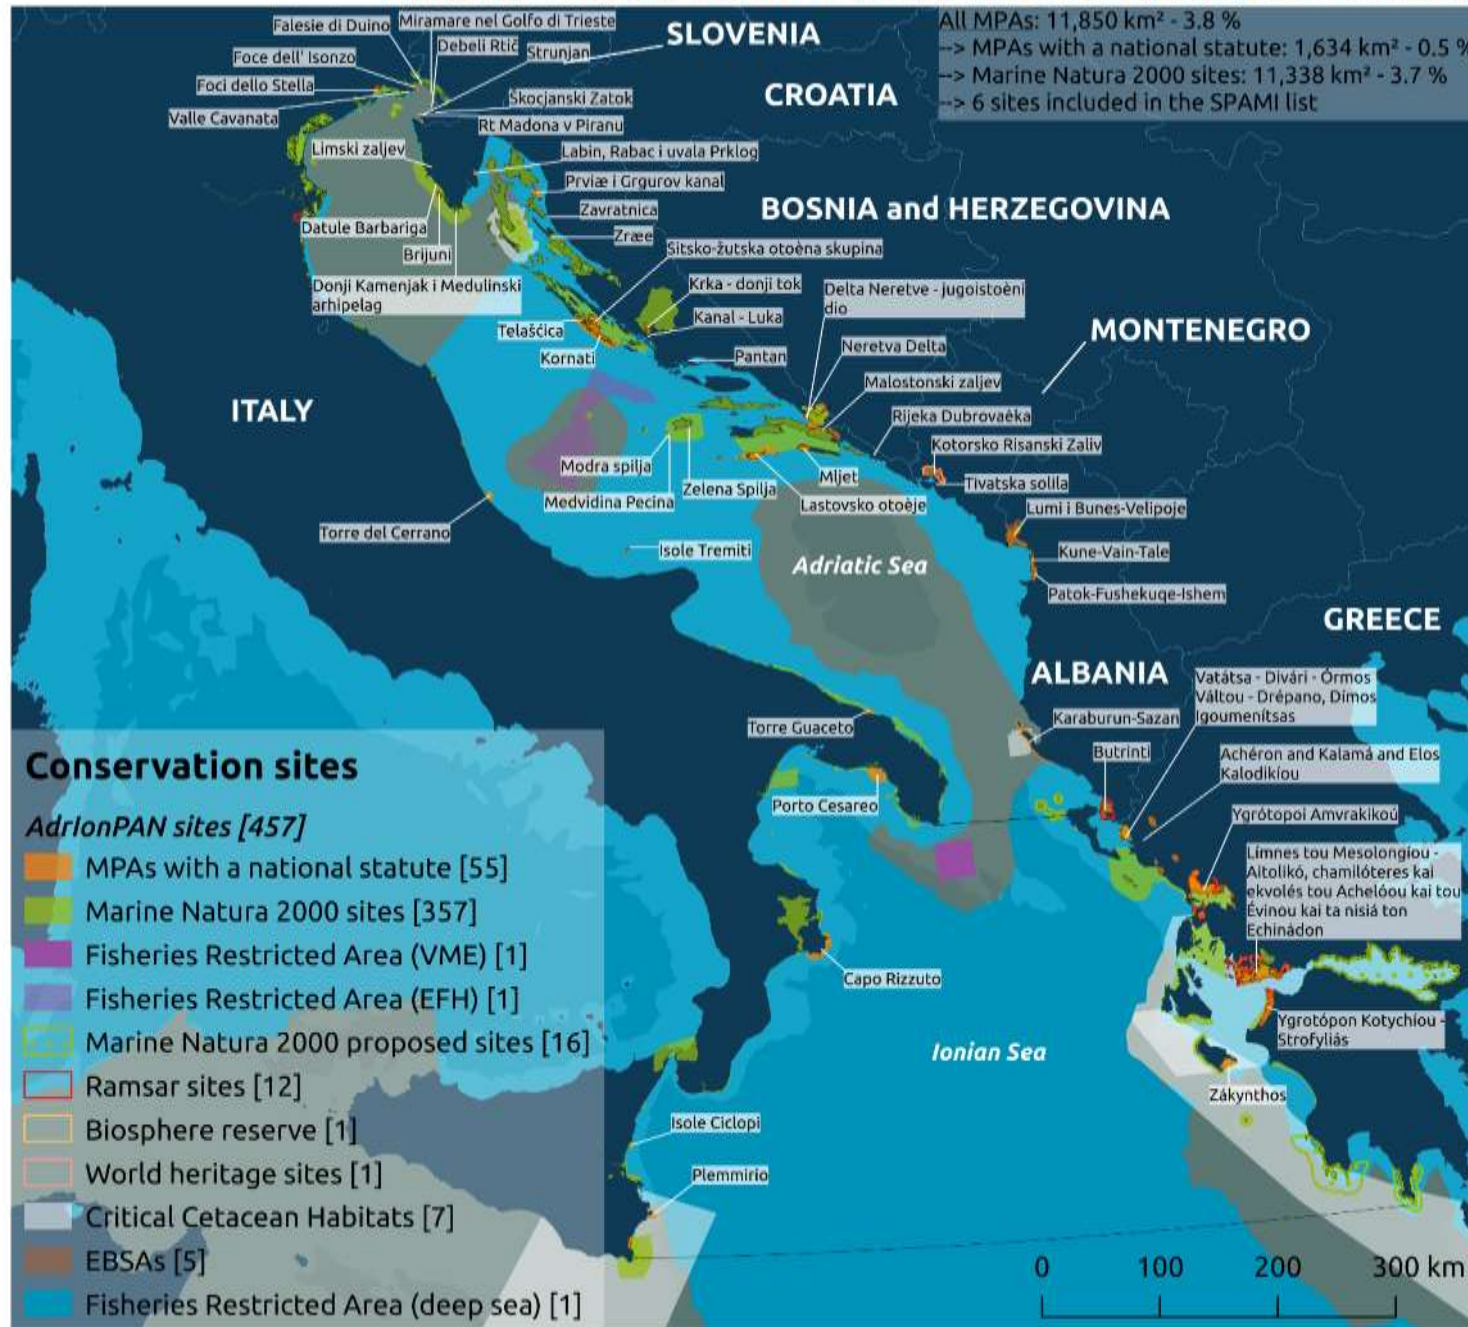 Falesie di Duino
Miramare nel Golfo di Trieste
SLOVENIA
All MPAs: 11,850 km² - 3.8 %
--> MPAs with a national statute: 1,634 km² - 0.5 %
--> Marine Natura 2000 sites: 11,338 km² - 3.7 %
--> 6 sites included in the SPAMI list
Debeli Rtič
Strunjan
Foce dell' Isonzo
Foci dello Stella
CROATIA
Valle Cavanata
Škocjanski Zatok
Rt Madona v Piranu
Limski zaljev
Labin, Rabac i uvala Prklog
Prviæ i Grgurov kanal
BOSNIA and HERZEGOVINA
Zavratnica
Datule Barbariga
Zræe
Brijuni
Sitsko-žutska otoèna skupina
Donji Kamenjak i Medulinski
arhipelag
Krka - donji tok
Delta Neretve - jugoistoèni
dio
Telašćica
Kanal - Luka
MONTENEGRO
Kornati
Pantan
Neretva Delta
Malostonski zaljev
ITALY
Rijeka Dubrovaèka
Kotorsko Risanski Zaliv
Modra spilja
Mljet
Tivatska solila
Medvidina Pecina
Zelena Spilja
Lastovsko otoèje
Lumi i Bunes-Velipoje
Torre del Cerrano
Isole Tremiti
Kune-Vain-Tale
Adriatic Sea
Patok-Fushekuqe-Ishem
GREECE
ALBANIA
Vatátsa - Divári - Órmos
Váltou - Drépano, Dímos
Igoumenítsas
Torre Guaceto
Karaburun-Sazan
Butrinti
Achéron and Kalamá and Elos
Kalodikíou
Porto Cesareo
Ygrótopoi Amvrakikoú
Límnes tou Mesolongíou -
Aitolikó, chamilóteres kai
ekvolés tou Achelóou kai tou
Évinou kai ta nisiá ton
Echinádon
Capo Rizzuto
Ygrotópon Kotychíou -
Strofyliás
Ionian Sea
Zákynthos
Isole Ciclopi
Plemmirio
Conservation sites
AdrIonPAN sites [457]
MPAs with a national statute [55]
Marine Natura 2000 sites [357]
Fisheries Restricted Area (VME) [1]
Fisheries Restricted Area (EFH) [1]
Marine Natura 2000 proposed sites [16]
Ramsar sites [12]
Biosphere reserve [1]
World heritage sites [1]
Critical Cetacean Habitats [7]
EBSAs [5]
Fisheries Restricted Area (deep sea) [1]
0 100 200 300 km